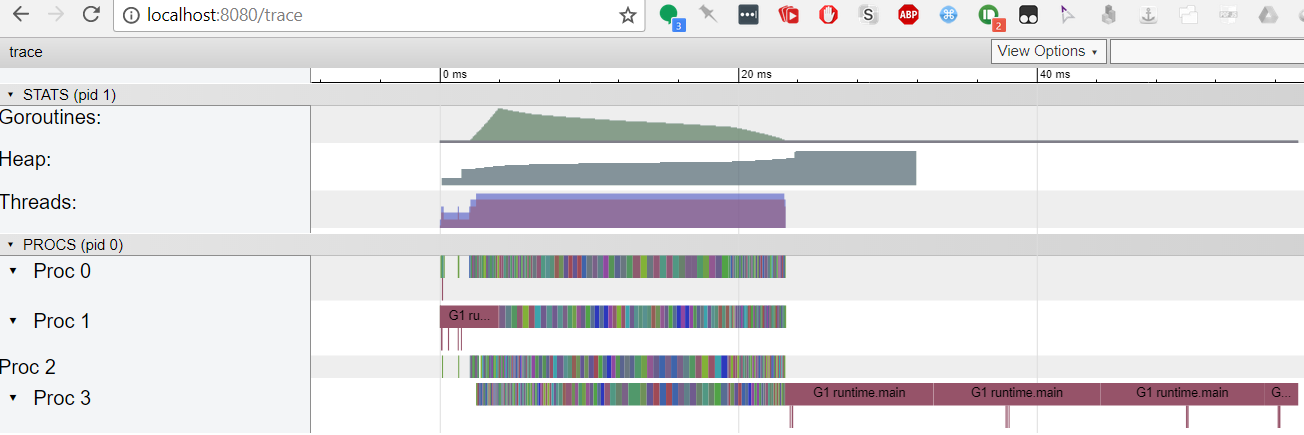 localhost:8080/trace
3
S
ABP
2
trace
View Options ▾
0 ms
20 ms
40 ms
▾ STATS (pid 1)
Goroutines:
Heap:
Threads:
▾ PROCS (pid 0)
▾ Proc 0
▾ Proc 1
G1 ru...
Proc 2
▾ Proc 3
G1 runtime.main
G1 runtime.main
G1 runtime.main
G...